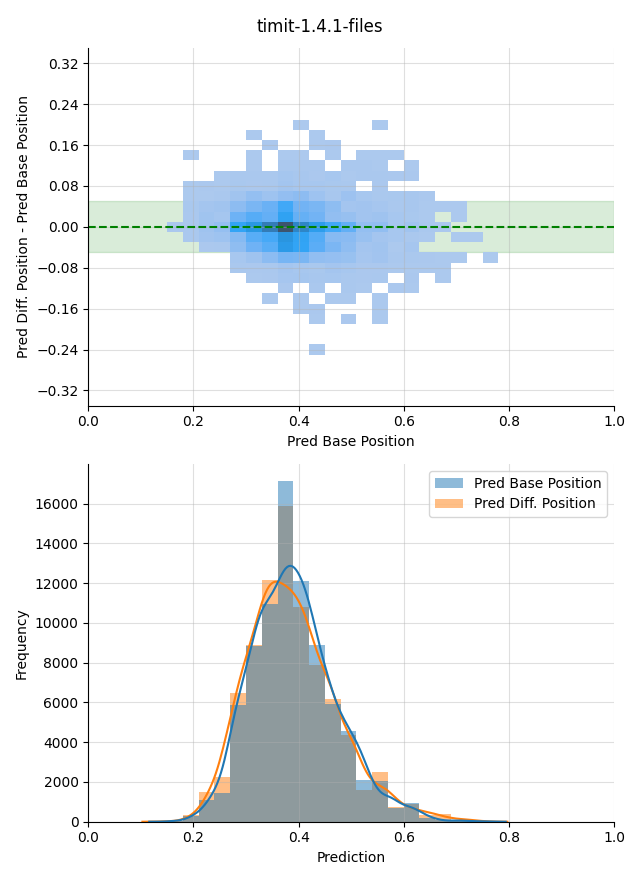 timit-1.4.1-files
Pred Diff. Position - Pred Base Position
0.32
0.24
0.16
0.08
0.00
−0.08
−0.16
−0.24
−0.32
0.0 0.2 0.4 0.6 0.8 1.0
Pred Base Position
Frequency
16000
14000
12000
10000
8000
6000
4000
2000
0
Pred Base Position
Pred Diff. Position
0.0 0.2 0.4 0.6 0.8 1.0
Prediction